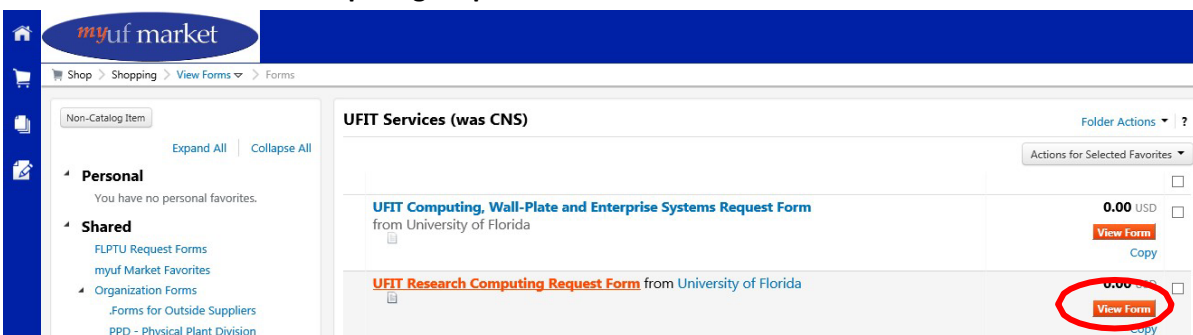 myuf market
Shop > Shopping > View Forms > Forms
Non-Catalog Item
Expand All | Collapse All
Personal
You have no personal favorites.
Shared
FLPTU Request Forms
myuf Market Favorites
Organization Forms
.Forms for Outside Suppliers
PPD - Physical Plant Division
UFIT Services (was CNS)
Folder Actions ?
Actions for Selected Favorites
UFIT Computing, Wall-Plate and Enterprise Systems Request Form
from University of Florida
0.00 USD
View Form
Copy
UFIT Research Computing Request Form from University of Florida
0.00 USD
View Form
Copy